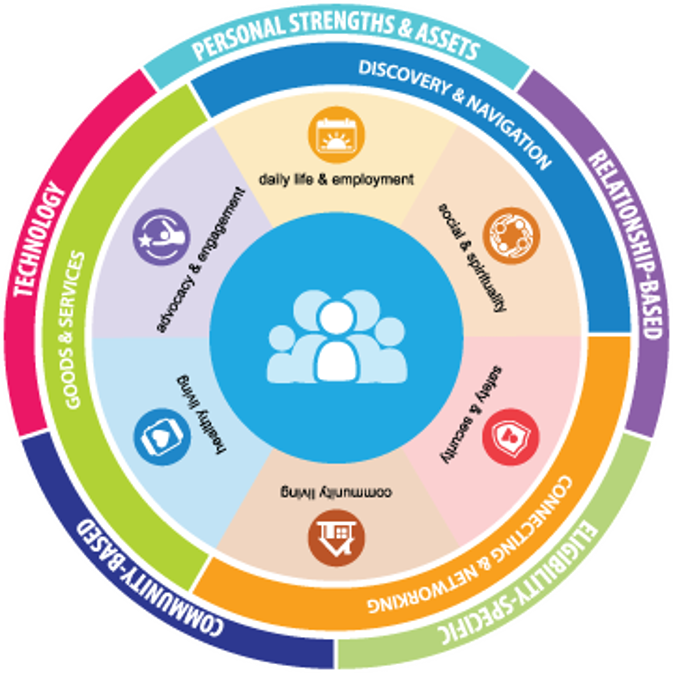 PERSONAL STRENGTHS & ASSETS
RELATIONSHIP-BASED
ELIGIBILITY-SPECIFIC
COMMUNITY-BASED
TECHNOLOGY
DISCOVERY & NAVIGATION
CONNECTING & NETWORKING
GOODS & SERVICES
daily life & employment
social & spirituality
safety & security
community living
healthy living
advocacy & engagement